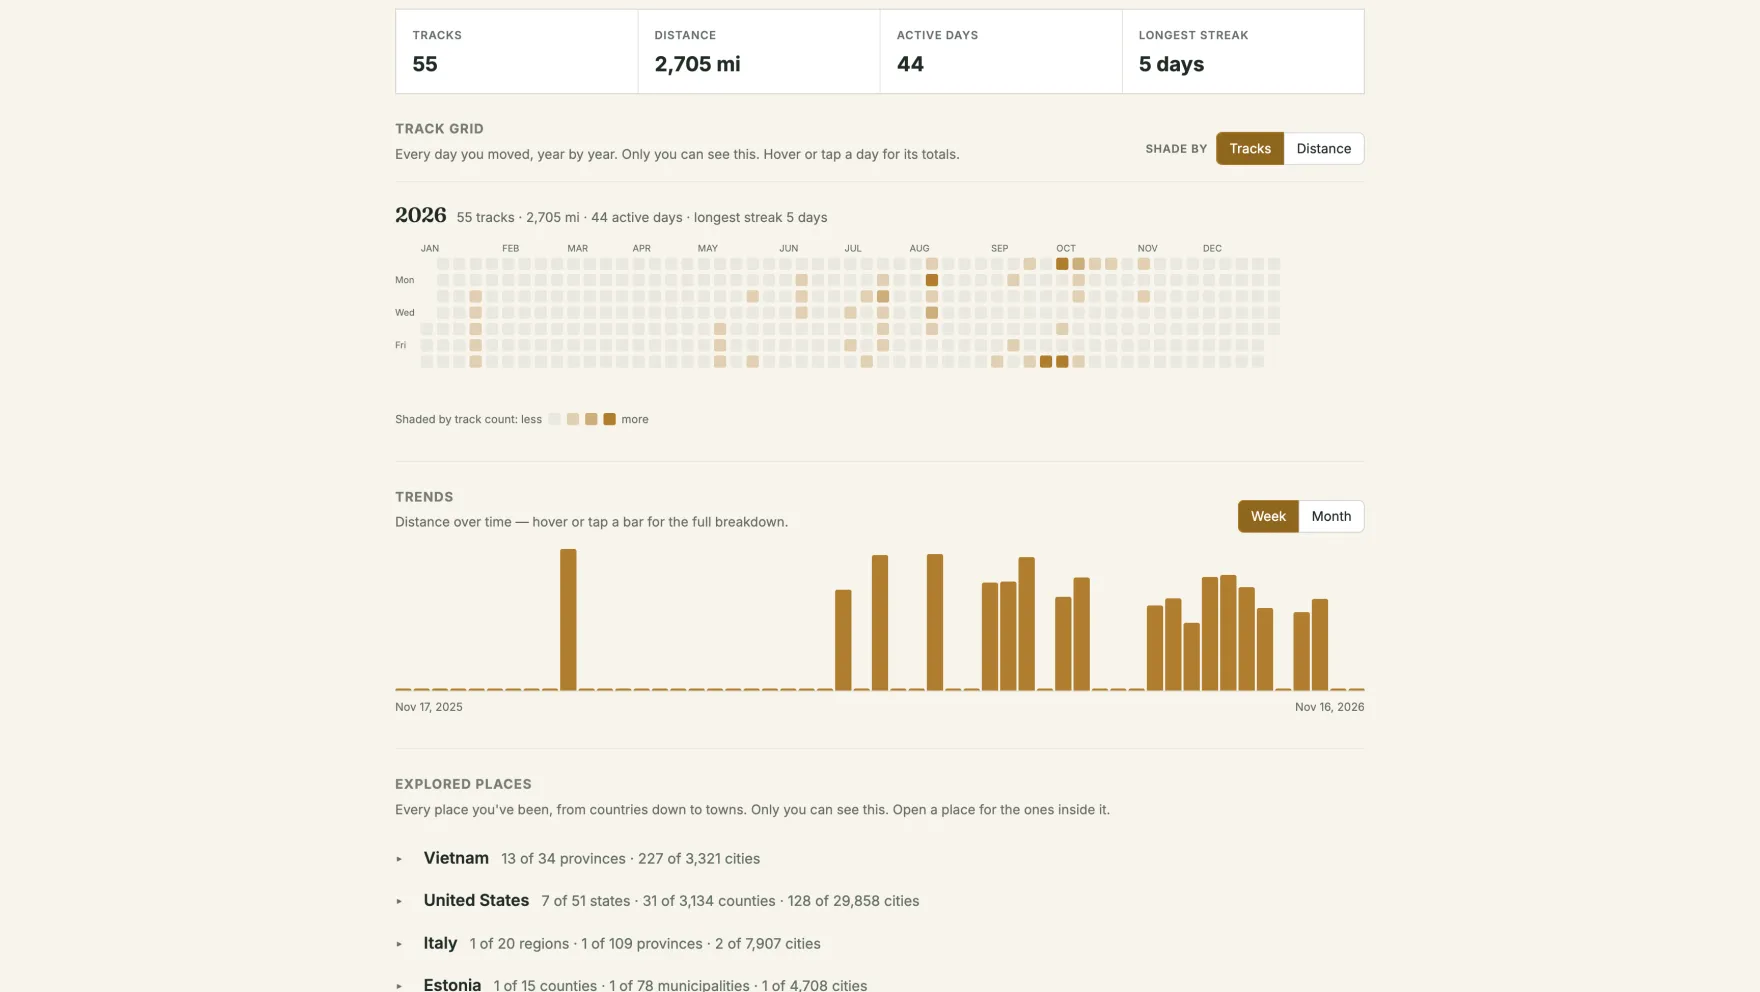 TRACKS
55
DISTANCE
2,705 mi
ACTIVE DAYS
44
LONGEST STREAK
5 days
TRACK GRID
Every day you moved, year by year. Only you can see this. Hover or tap a day for its totals.
SHADE BY Tracks Distance
2026 55 tracks · 2,705 mi · 44 active days · longest streak 5 days
JAN FEB MAR APR MAY JUN JUL AUG SEP OCT NOV DEC
Mon
Wed
Fri
Shaded by track count: less more
TRENDS
Distance over time — hover or tap a bar for the full breakdown.
Week Month
Nov 17, 2025 Nov 16, 2026
EXPLORED PLACES
Every place you've been, from countries down to towns. Only you can see this. Open a place for the ones inside it.
Vietnam 13 of 34 provinces · 227 of 3,321 cities
United States 7 of 51 states · 31 of 3,134 counties · 128 of 29,858 cities
Italy 1 of 20 regions · 1 of 109 provinces · 2 of 7,907 cities
Estonia 1 of 15 counties · 1 of 78 municipalities · 1 of 4,708 cities